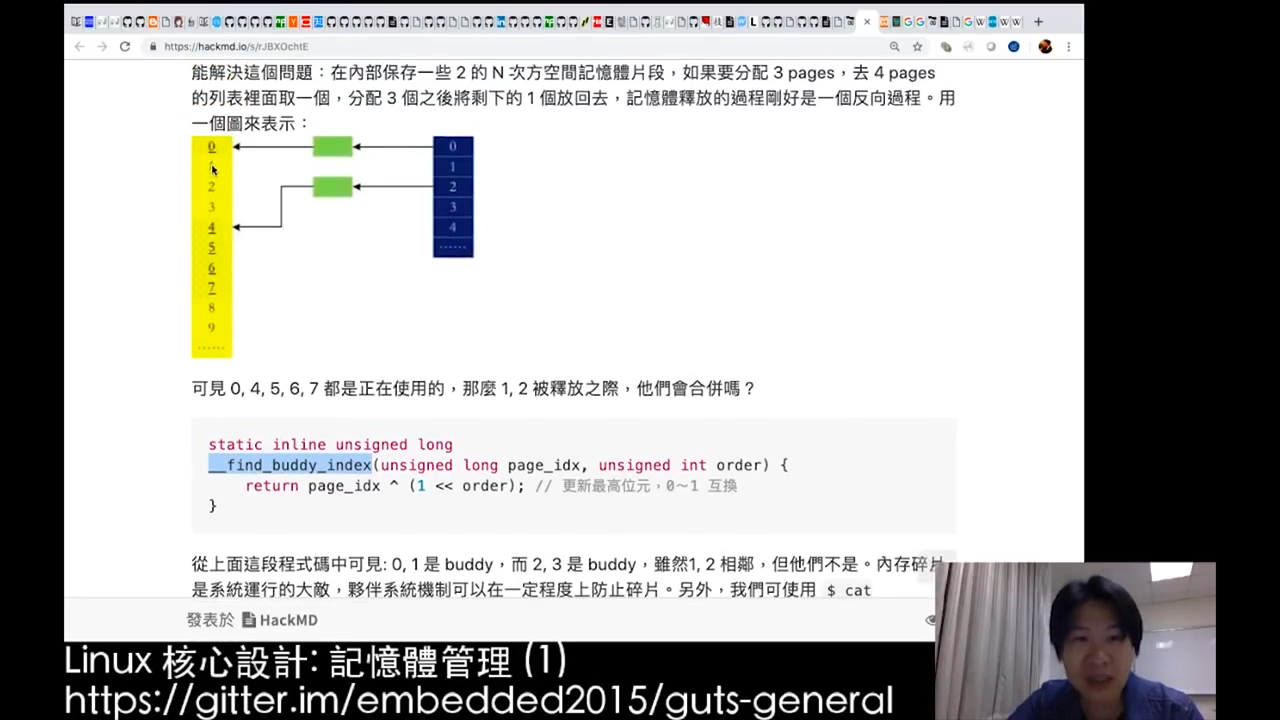 https://hackmd.io/s/rJBXOchtE
能解決這個問題：在內部保存一些 2 的 N 次方空間記憶體片段，如果要分配 3 pages，去 4 pages
的列表裡面取一個，分配 3 個之後將剩下的 1 個放回去，記憶體釋放的過程剛好是一個反向過程。用
一個圖來表示：
0 0
1
2 2
3 3
4 4
5 ......
6
7
8
9
......
可見 0, 4, 5, 6, 7 都是正在使用的，那麼 1, 2 被釋放之際，他們會合併嗎？
static inline unsigned long
__find_buddy_index(unsigned long page_idx, unsigned int order) {
return page_idx ^ (1 << order); // 更新最高位元，0～1 互換
}
從上面這段程式碼中可見: 0, 1 是 buddy，而 2, 3 是 buddy，雖然1, 2 相鄰，但他們不是。內存碎片
是系統運行的大敵，夥伴系統機制可以在一定程度上防止碎片。另外，我們可使用 $ cat
發表於 HackMD
Linux 核心設計: 記憶體管理 (1)
https://gitter.im/embedded2015/guts-general